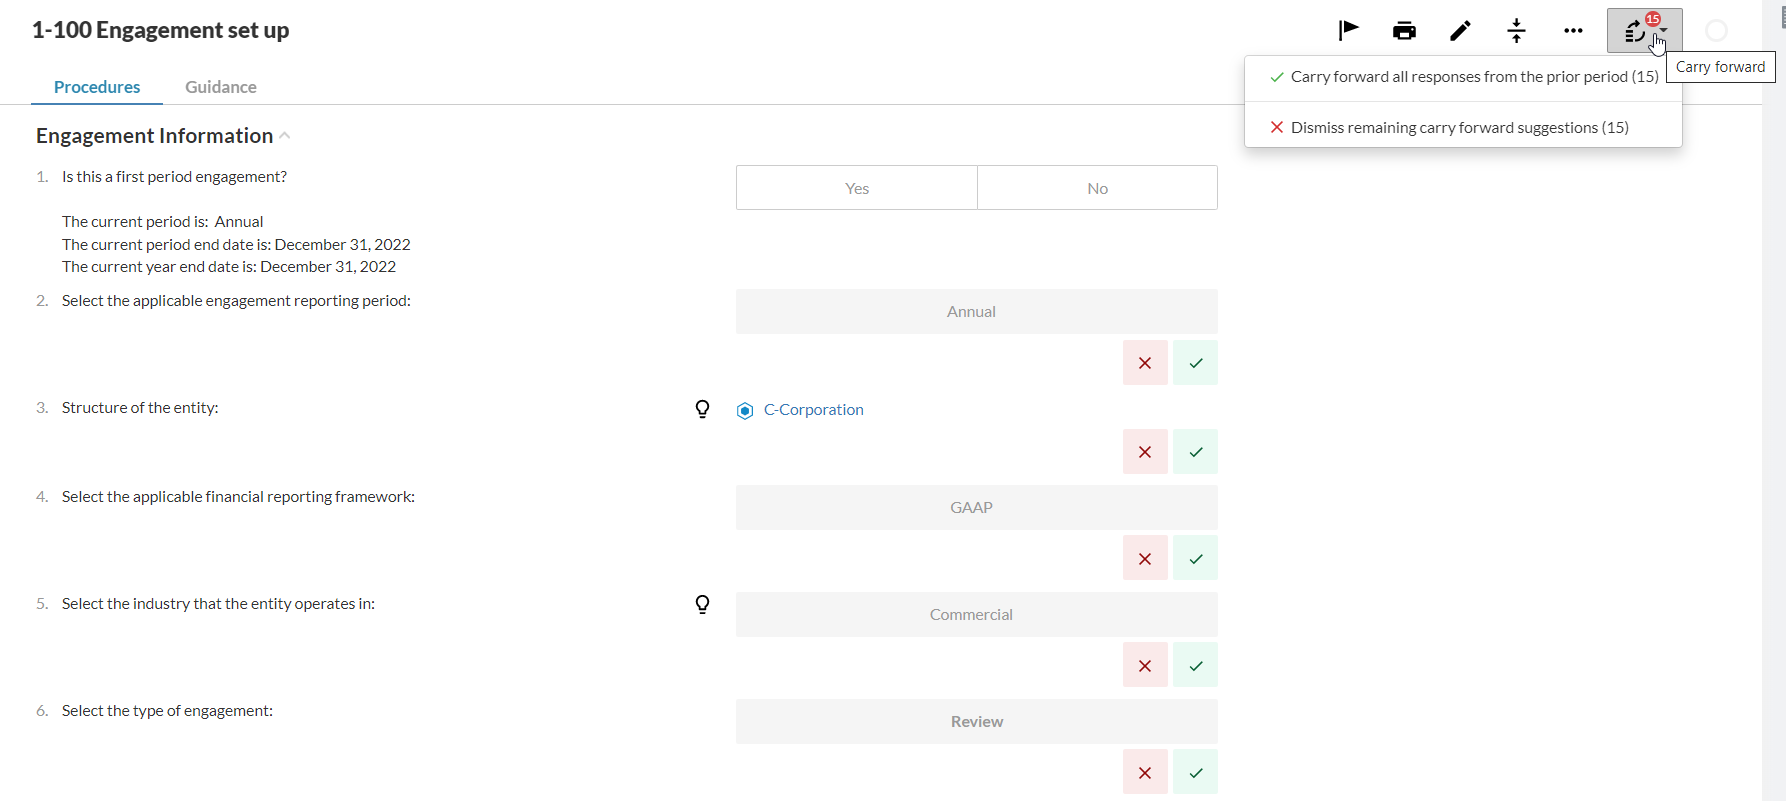 1-100 Engagement set up
15
Carry forward
Carry forward all responses from the prior period (15)
Dismiss remaining carry forward suggestions (15)
Procedures
Guidance
Engagement Information
1. Is this a first period engagement?
Yes
No
The current period is: Annual
The current period end date is: December 31, 2022
The current year end date is: December 31, 2022
2. Select the applicable engagement reporting period:
Annual
3. Structure of the entity:
C-Corporation
4. Select the applicable financial reporting framework:
GAAP
5. Select the industry that the entity operates in:
Commercial
6. Select the type of engagement:
Review